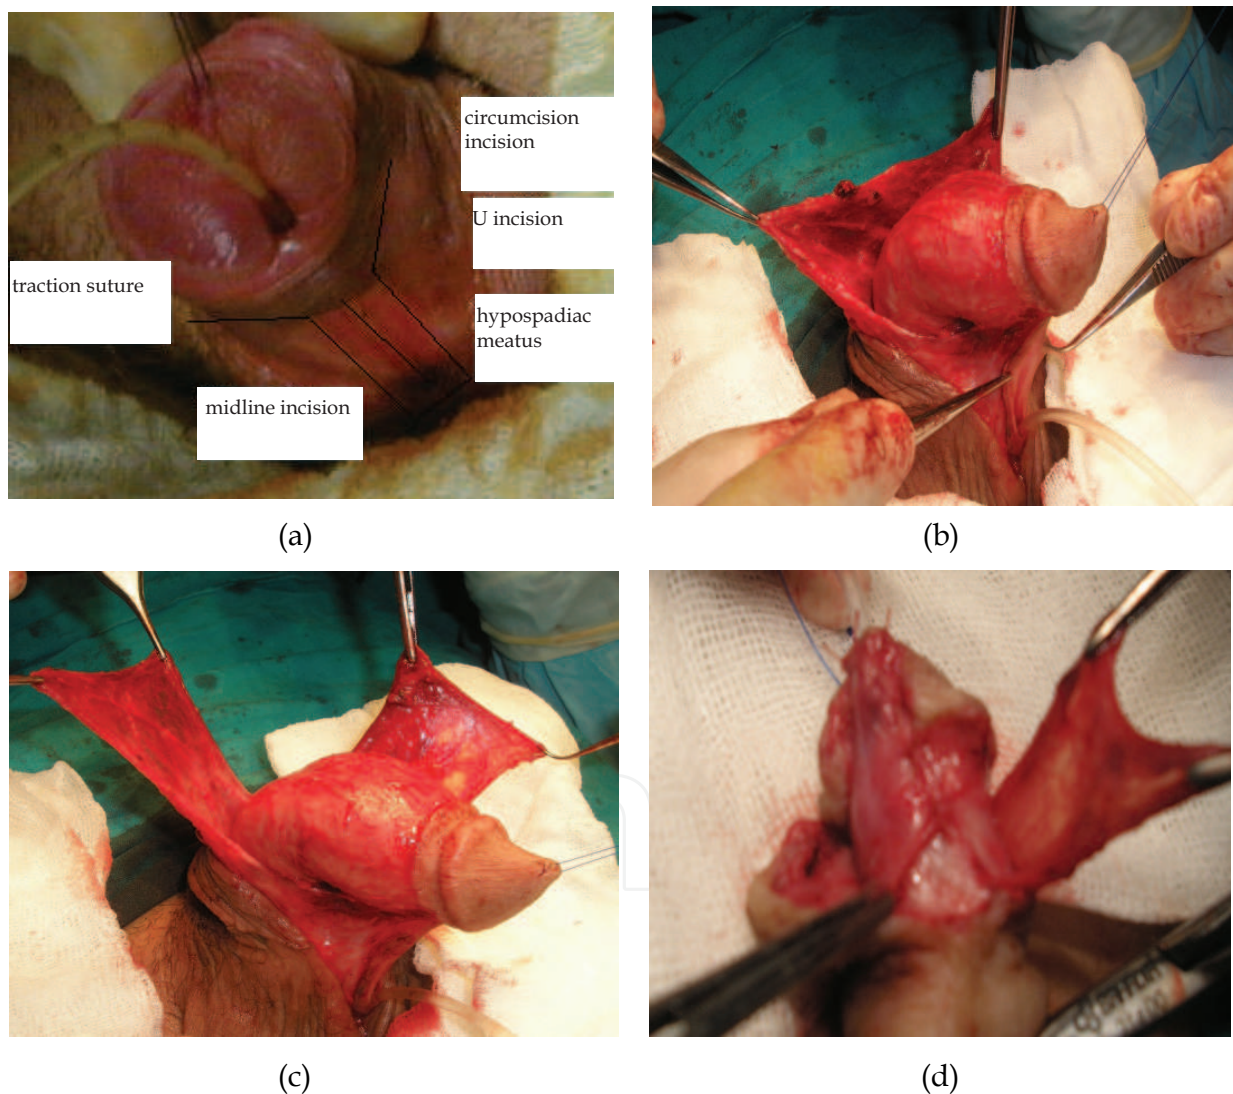 circumcision
incision
U incision
traction suture
hypospadiac
meatus
midline incision
(a)
(b)
(c)
(d)